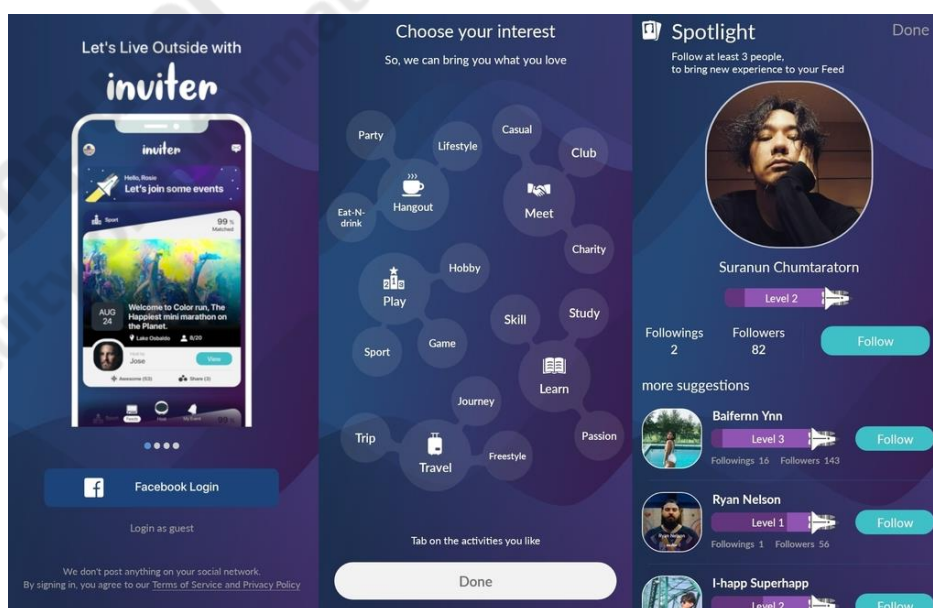 Let's Live Outside with
inviter
inviter
Hello, Rosie
Let's join some events
Sport
99 %
Matched
AUG
24
Welcome to Color run, The
Happiest mini marathon on
the Planet.
Lake Osbaldo
8/20
Jose
View
Awesome (53)
Share (3)
Facebook Login
Login as guest
We don't post anything on your social network.
By signing in, you agree to our Terms of Service and Privacy Policy
Choose your interest
So, we can bring you what you love
Party
Lifestyle
Casual
Club
Hangout
Meet
Eat-N-
drink
Charity
Hobby
Play
Skill
Study
Sport
Game
Learn
Journey
Trip
Passion
Travel
Freestyle
Tab on the activities you like
Done
Spotlight
Done
Follow at least 3 people,
to bring new experience to your Feed
Suranun Chumtaratorn
Level 2
Followings
Followers
2
82
Follow
more suggestions
Baifernn Ynn
Level 3
Follow
Followings 16 Followers 143
Ryan Nelson
Level 1
Follow
Followings 1 Followers 56
I-happ Superhapp
Level 2
Follow